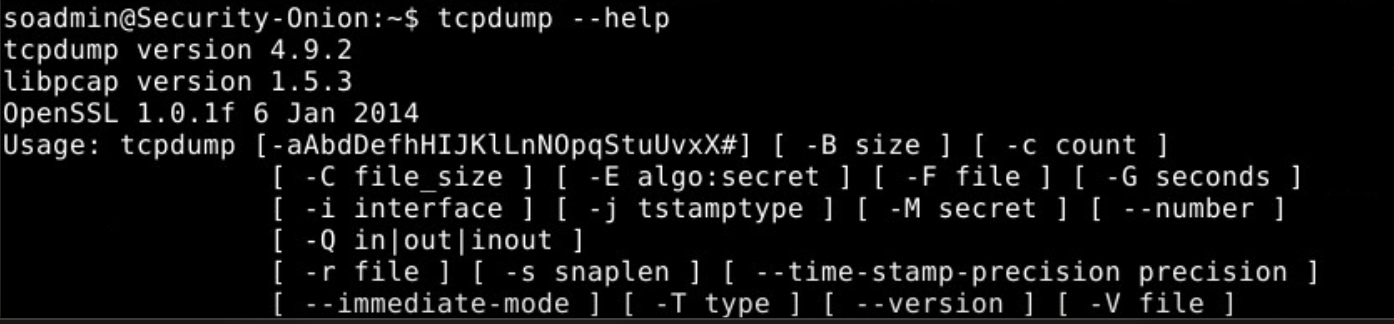 soadmin@Security-Onion:~$ tcpdump --help
tcpdump version 4.9.2
libpcap version 1.5.3
OpenSSL 1.0.1f 6 Jan 2014
Usage: tcpdump [-aAbdDefhHIJKlLnNOpqStuUvxX#] [ -B size ] [ -c count ]
[ -C file_size ] [ -E algo:secret ] [ -F file ] [ -G seconds ]
[ -i interface ] [ -j tstamptype ] [ -M secret ] [ --number ]
[ -Q in|out|inout ]
[ -r file ] [ -s snaplen ] [ --time-stamp-precision precision ]
[ --immediate-mode ] [ -T type ] [ --version ] [ -V file ]